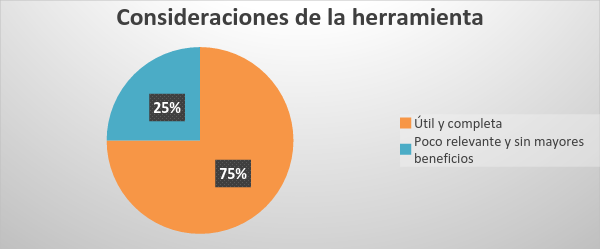 Consideraciones de la herramienta
25%
75%
Útil y completa
Poco relevante y sin mayores
beneficios